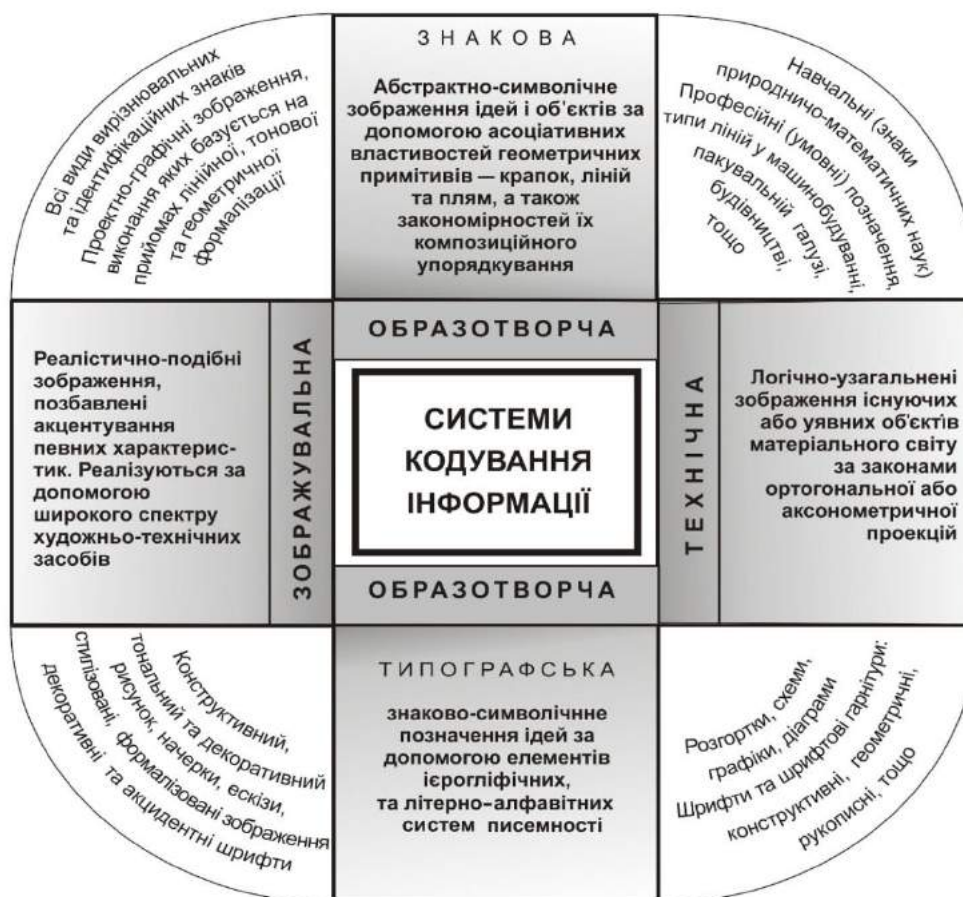 Всі види вирізнювальних
та ідентифікаційних знаків
Проектно-графічні зображення,
виконання яких базується на
прийомах лінійної, тонової
та геометричної
формалізації
ЗНАКОВА
Абстрактно-символічне
зображення ідей і об'єктів за
допомогою асоціативних
властивостей геометричних
примітивів — крапок, ліній
та плям, а також
закономірностей їх
композиційного
упорядкування
Навчальні (знаки
природничо-математичних наук)
Професійні (умовні) позначення,
типи ліній у машинобудуванні,
пакувальній галузі,
будівництві,
тощо
Реалістично-подібні
зображення,
позбавлені
акцентування
певних характерис-
тик. Реалізуються за
допомогою
широкого спектру
художньо-технічних
засобів
ЗОБРАЖУВАЛЬНА
ОБРАЗОТВОРЧА
СИСТЕМИ
КОДУВАННЯ
ІНФОРМАЦІЇ
ОБРАЗОТВОРЧА
ТЕХНІЧНА
Логічно-узагальнені
зображення існуючих
або уявних об'єктів
матеріального світу
за законами
ортогональної або
аксонометричної
проекцій
Конструктивний,
тональний та декоративний
рисунок, начерки, ескізи,
стилізовані, формалізовані зображення
декоративні та акцидентні шрифти
ТИПОГРАФСЬКА
знаково-символічнне
позначення ідей за
допомогою елементів
ієрогліфічних,
та літерно-алфавітних
систем писемності
Розгортки, схеми,
графіки, діаграми
Шрифти та шрифтові гарнітури:
конструктивні, геометричні,
рукописні, тощо